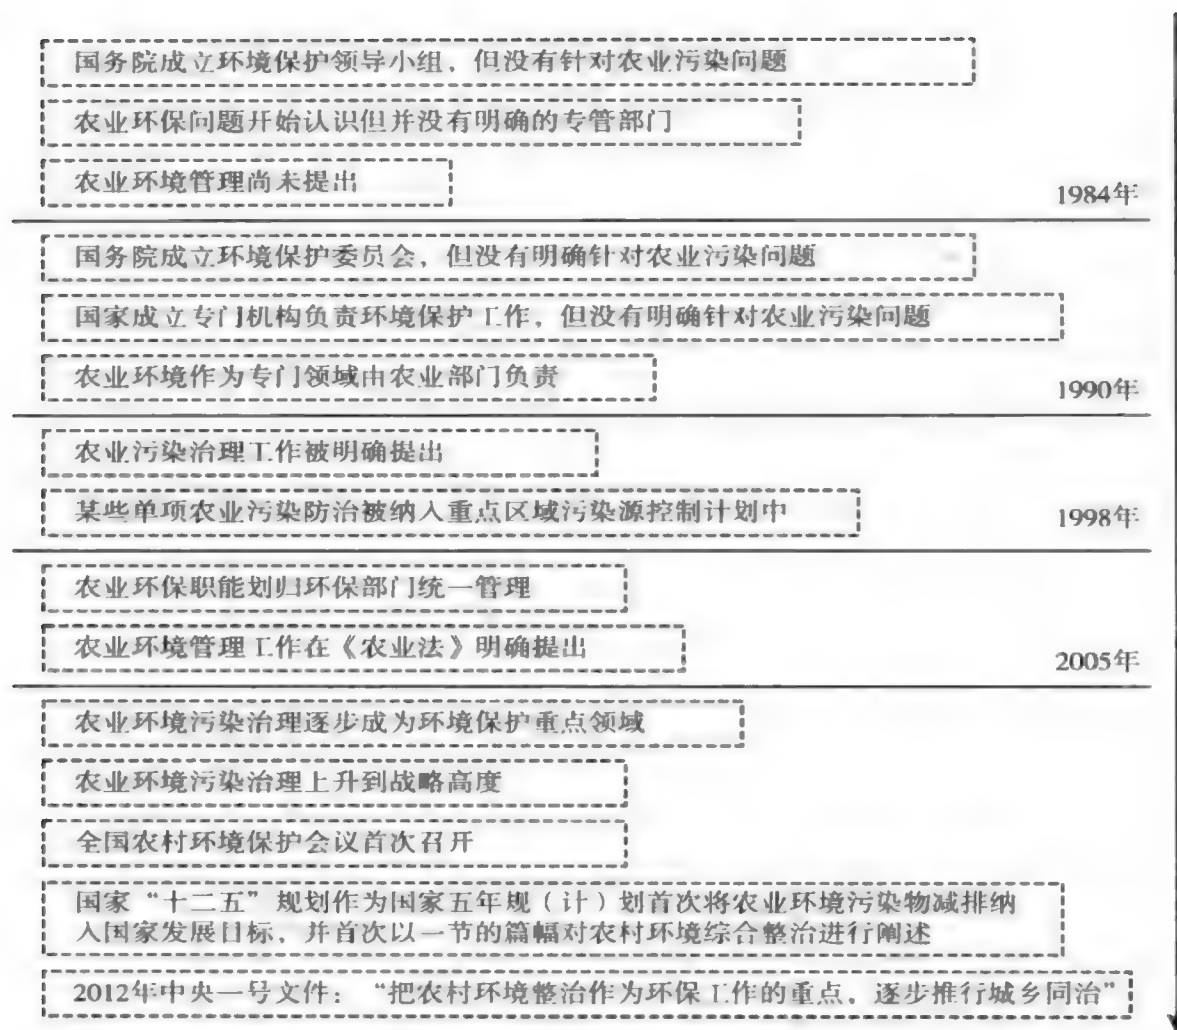 国务院成立环境保护领导小组，但没有针对农业污染问题
农业环保问题开始认识但并没有明确的专管部门
农业环境管理尚未提出
1984年
国务院成立环境保护委员会，但没有明确针对农业污染问题
国家成立专门机构负责环境保护工作，但没有明确针对农业污染问题
农业环境作为专门领域由农业部门负责
1990年
农业污染治理工作被明确提出
某些单项农业污染防治被纳入重点区域污染源控制计划中
1998年
农业环保职能划归环保部门统一管理
农业环境管理工作在《农业法》明确提出
2005年
农业环境污染治理逐步成为环境保护重点领域
农业环境污染治理上升到战略高度
全国农村环境保护会议首次召开
国家“十二五”规划作为国家五年规（计）划首次将农业环境污染物减排纳
入国家发展目标，并首次以一节的篇幅对农村环境综合整治进行阐述
2012年中央一号文件：“把农村环境整治作为环保工作的重点，逐步推行城乡同治”